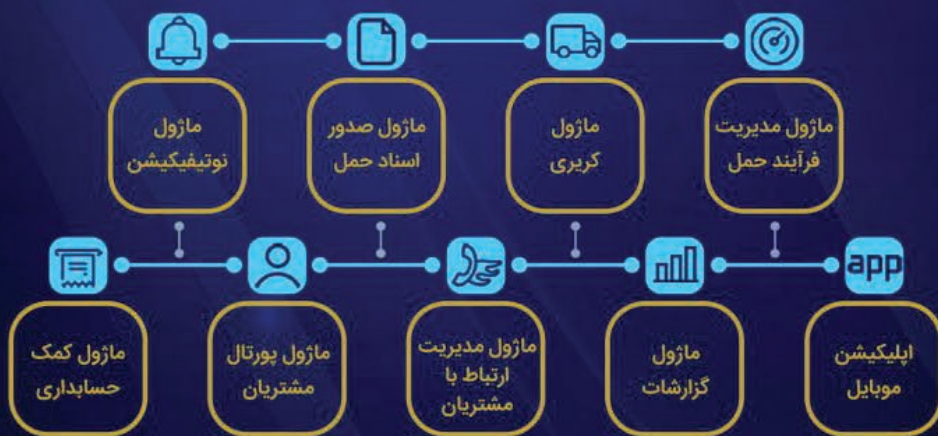 ماژول مدیریت
فرآیند حمل
ماژول
کریری
ماژول صدور
اسناد حمل
ماژول
نوتیفیکیشن
app
اپلیکیشن
موبایل
ماژول
گزارشات
ماژول مدیریت
ارتباط با
مشتریان
ماژول پورتال
مشتریان
ماژول کمک
حسابداری